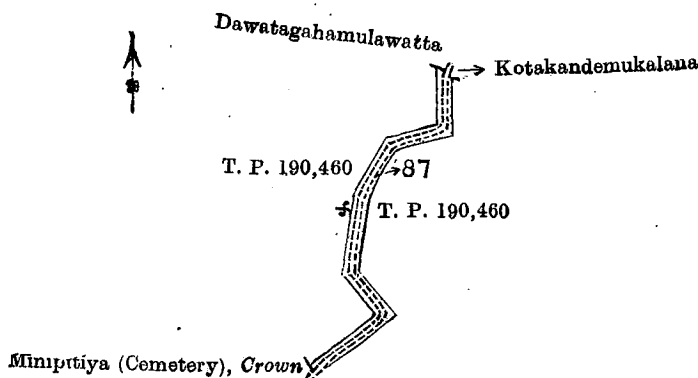 Dawatagahamulawatta
Kotakandemukalana
T. P. 190,460
87
T. P. 190,460
Minipitiya (Cemetery), Crown